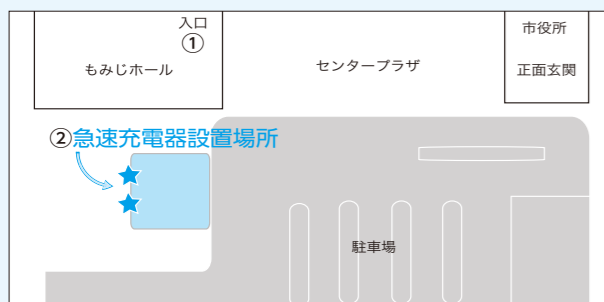 入口
①
もみじホール
センタープラザ
市役所
正面玄関
②急速充電器設置場所
駐車場